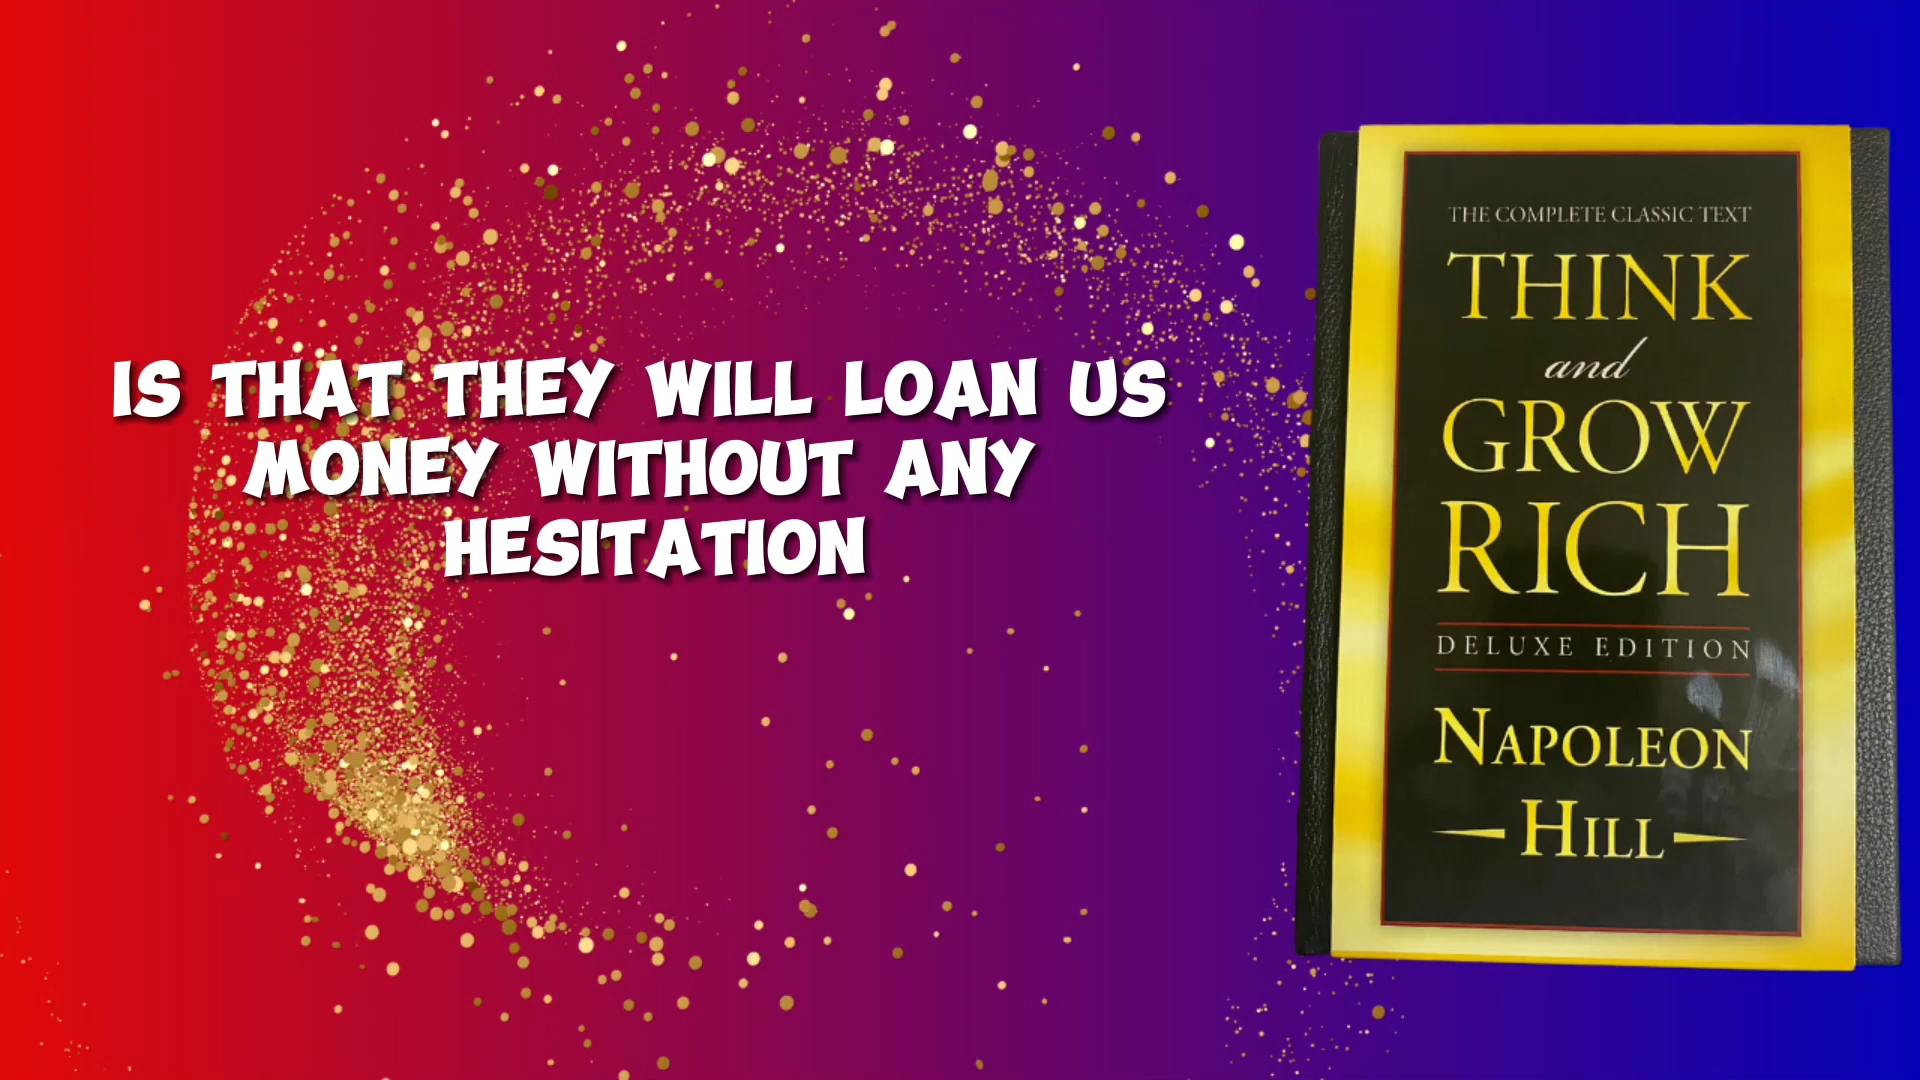 IS THAT THEY WILL LOAN US
MONEY WITHOUT ANY
HESITATION
THE COMPLETE CLASSIC TEXT
THINK
and
GROW
RICH
DELUXE EDITION
NAPOLEON
HILL